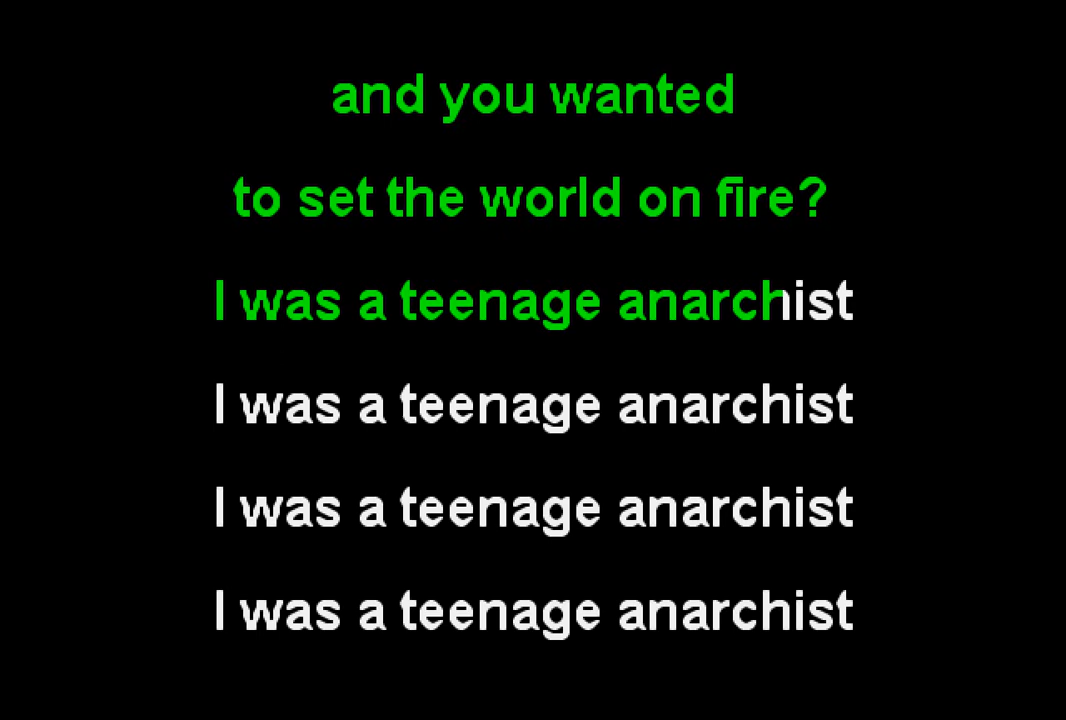 and you wanted
to set the world on fire?
I was a teenage anarchist
I was a teenage anarchist
I was a teenage anarchist
I was a teenage anarchist